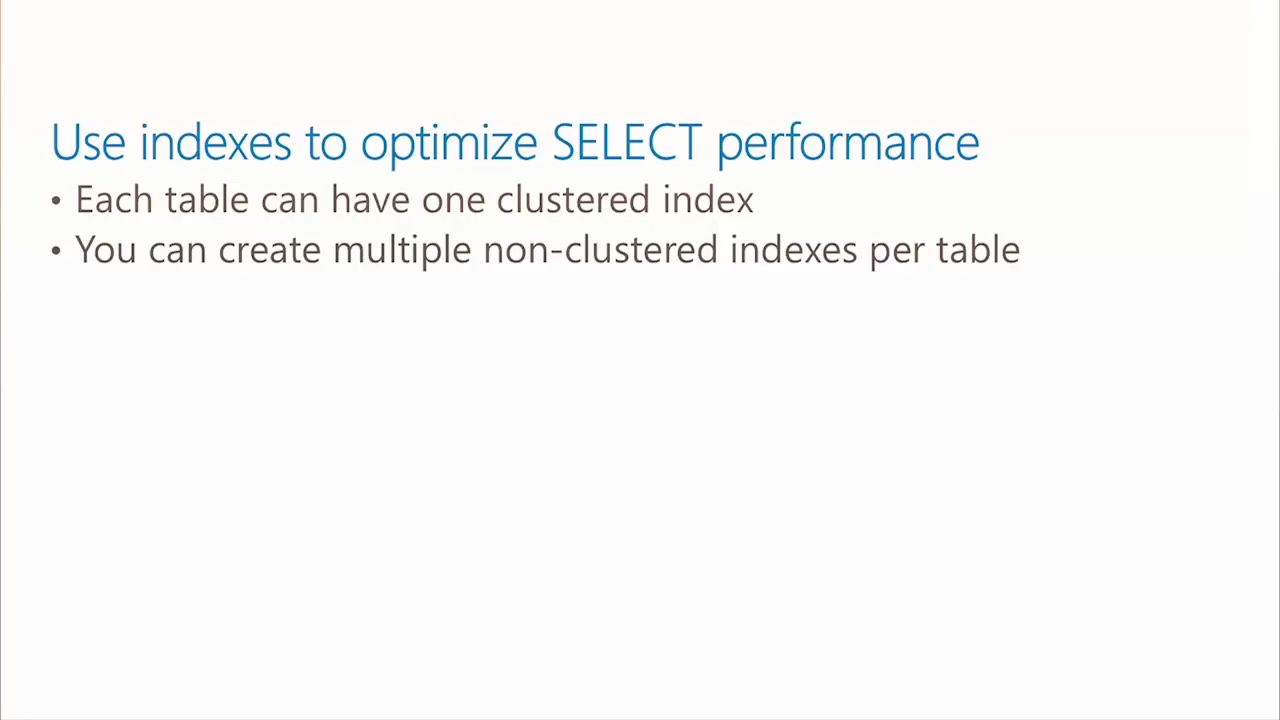 Use indexes to optimize SELECT performance
• Each table can have one clustered index
• You can create multiple non-clustered indexes per table